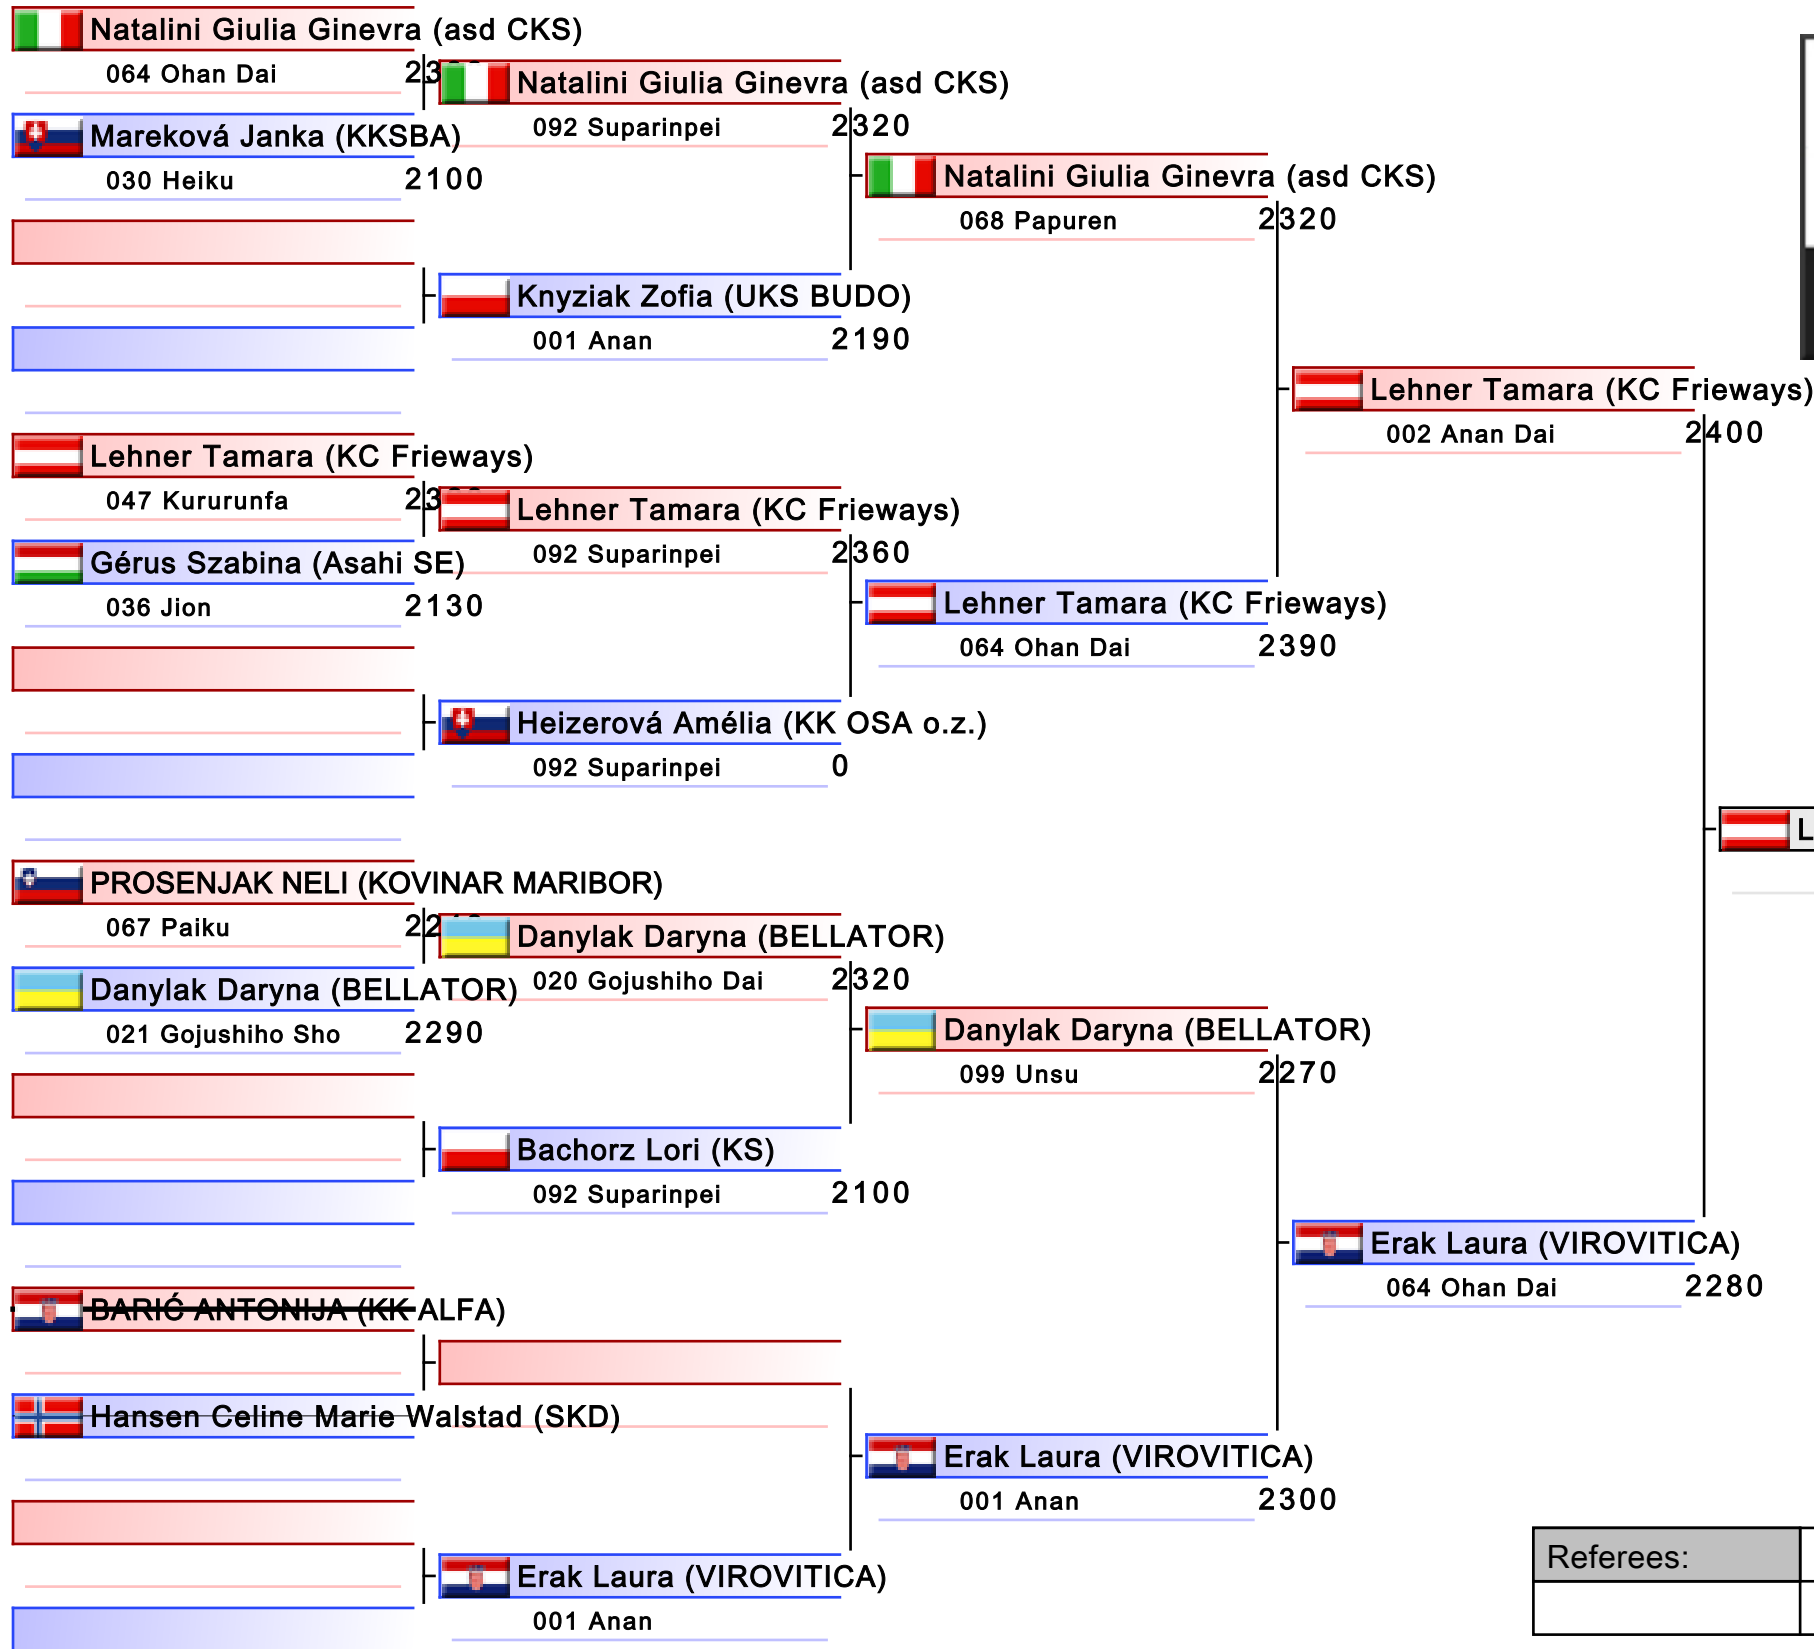 Natalini Giulia Ginevra (asd CKS)
064 Ohan Dai
Mareková Janka (KKSBA)
030 Heiku 2100
Natalini Giulia Ginevra (asd CKS)
092 Suparinpei 2320
Knyziak Zofia (UKS BUDO)
001 Anan 2190
Natalini Giulia Ginevra (asd CKS)
068 Papuren 2320
Lehner Tamara (KC Frieways)
047 Kururunfa
Gérus Szabina (Asahi SE)
036 Jion 2130
Lehner Tamara (KC Frieways)
092 Suparinpei 2360
Heizerová Amélia (KK OSA o.z.)
092 Suparinpei 0
Lehner Tamara (KC Frieways)
064 Ohan Dai 2390
Lehner Tamara (KC Frieways)
002 Anan Dai 2400
PROSENJAK NELI (KOVINAR MARIBOR)
067 Paiku
Danylak Daryna (BELLATOR)
021 Gojushiho Sho 2290
Danylak Daryna (BELLATOR)
020 Gojushiho Dai 2320
Bachorz Lori (KS)
092 Suparinpei 2100
Danylak Daryna (BELLATOR)
099 Unsu 2270
BARIĆ ANTONIJA (KK ALFA)
Hansen Celine Marie Walstad (SKD)
Erak Laura (VIROVITICA)
001 Anan
Erak Laura (VIROVITICA)
001 Anan 2300
Erak Laura (VIROVITICA)
064 Ohan Dai 2280
L
Referees: